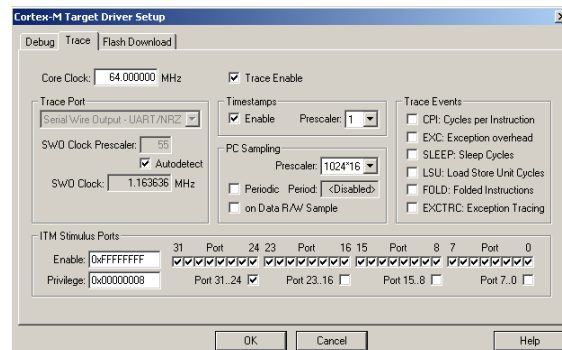 Cortex-M Target Driver Setup
Debug Trace Flash Download
Core Clock: 64.000000 MHz Trace Enable
Trace Port
Serial Wire Output - UART/NRZ
SWO Clock Prescaler: 55
Autodetect
SWO Clock: 1.163636 MHz
Timestamps
Enable Prescaler: 1
PC Sampling
Prescaler: 1024*16
Periodic Period: <Disabled>
on Data R/W Sample
Trace Events
CPI: Cycles per Instruction
EXC: Exception overhead
SLEEP: Sleep Cycles
LSU: Load Store Unit Cycles
FOLD: Folded Instructions
EXCTRC: Exception Tracing
ITM Stimulus Ports
31 Port 24 23 Port 16 15 Port 8 7 Port 0
Enable: 0xFFFFFFFF
Privilege: 0x00000008 Port 31..24 Port 23..16 Port 15..8 Port 7..0
OK Cancel Help